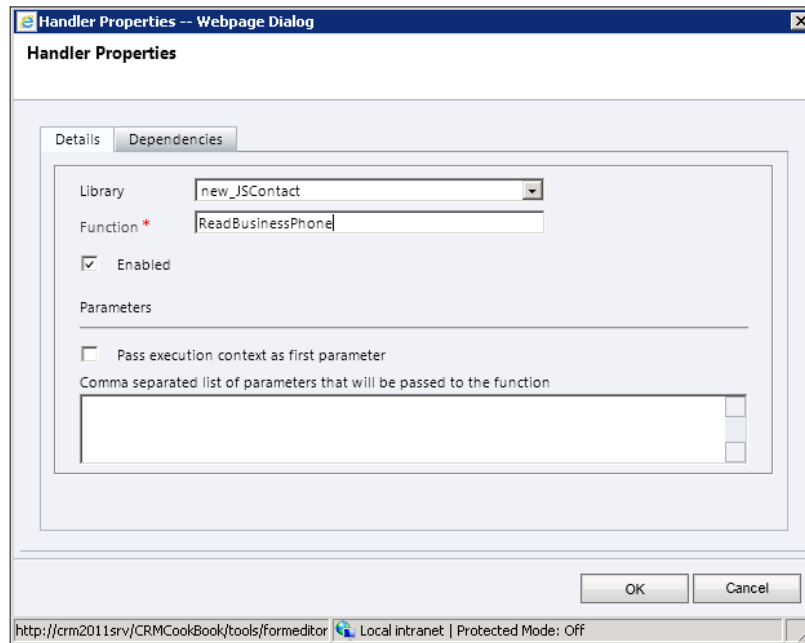 Handler Properties -- Webpage Dialog
Handler Properties
Details Dependencies
Library new_JSContact
Function * ReadBusinessPhone
Enabled
Parameters
Pass execution context as first parameter
Comma separated list of parameters that will be passed to the function
OK Cancel
http://crm2011srv/CRMCookBook/tools/formeditor Local intranet | Protected Mode: Off